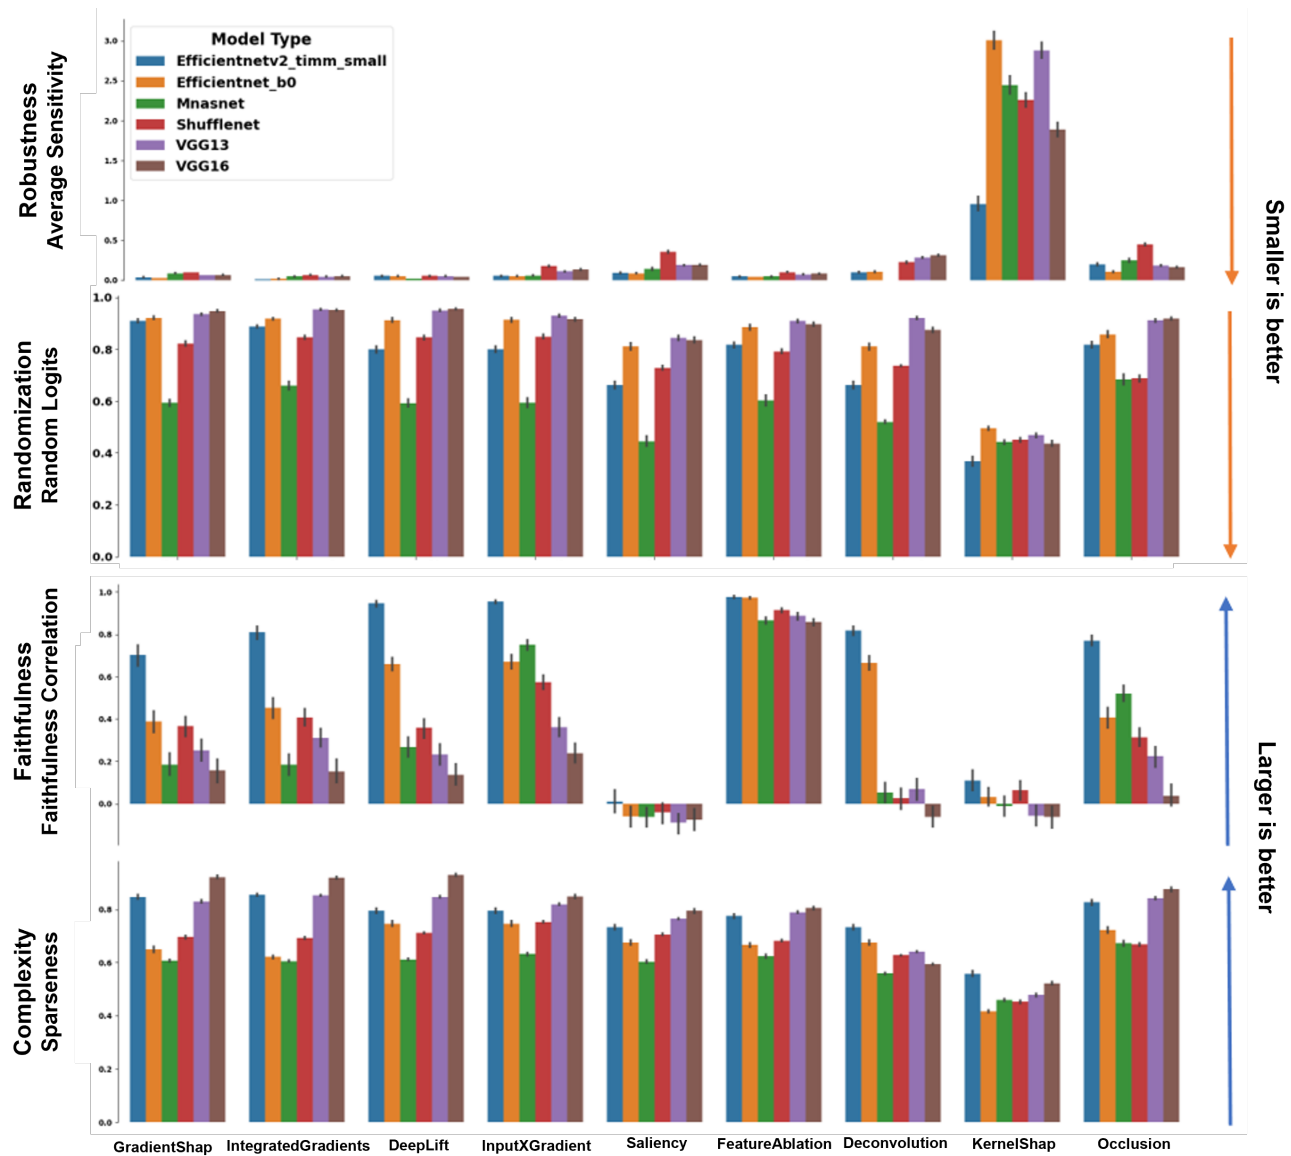 Robustness
Average Sensitivity
3.0
2.5
2.0
1.5
1.0
0.5
0.0
Model Type
Efficientnetv2_timm_small
Efficientnet_b0
Mnasnet
Shufflenet
VGG13
VGG16
Smaller is better
Randomization
Random Logits
1.0
0.8
0.6
0.4
0.2
0.0
Faithfulness
Faithfulness Correlation
1.0
0.8
0.6
0.4
0.2
0.0
Larger is better
Complexity
Sparseness
0.8
0.6
0.4
0.2
0.0
GradientShap IntegratedGradients DeepLift InputXGradient Saliency FeatureAblation Deconvolution KernelShap Occlusion